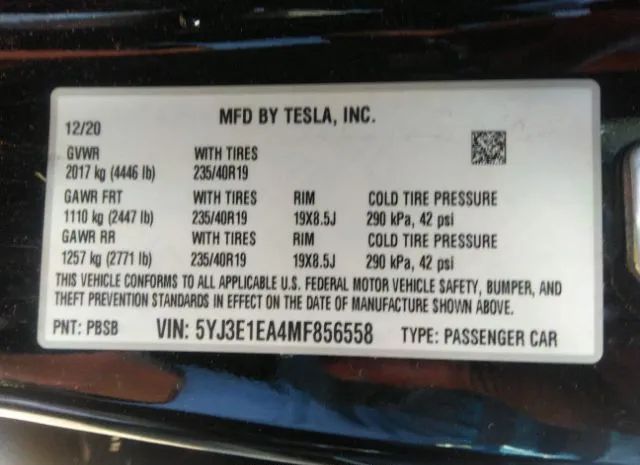 MFD BY TESLA, INC.
12/20
GVWR WITH TIRES
2017 kg (4446 lb) 235/40R19
GAWR FRT WITH TIRES RIM COLD TIRE PRESSURE
1110 kg (2447 lb) 235/40R19 19X8.5J 290 kPa, 42 psi
GAWR RR WITH TIRES RIM COLD TIRE PRESSURE
1257 kg (2771 lb) 235/40R19 19X8.5J 290 kPa, 42 psi
THIS VEHICLE CONFORMS TO ALL APPLICABLE U.S. FEDERAL MOTOR VEHICLE SAFETY, BUMPER, AND
THEFT PREVENTION STANDARDS IN EFFECT ON THE DATE OF MANUFACTURE SHOWN ABOVE.
PNT: PBSB VIN: 5YJ3E1EA4MF856558 TYPE: PASSENGER CAR